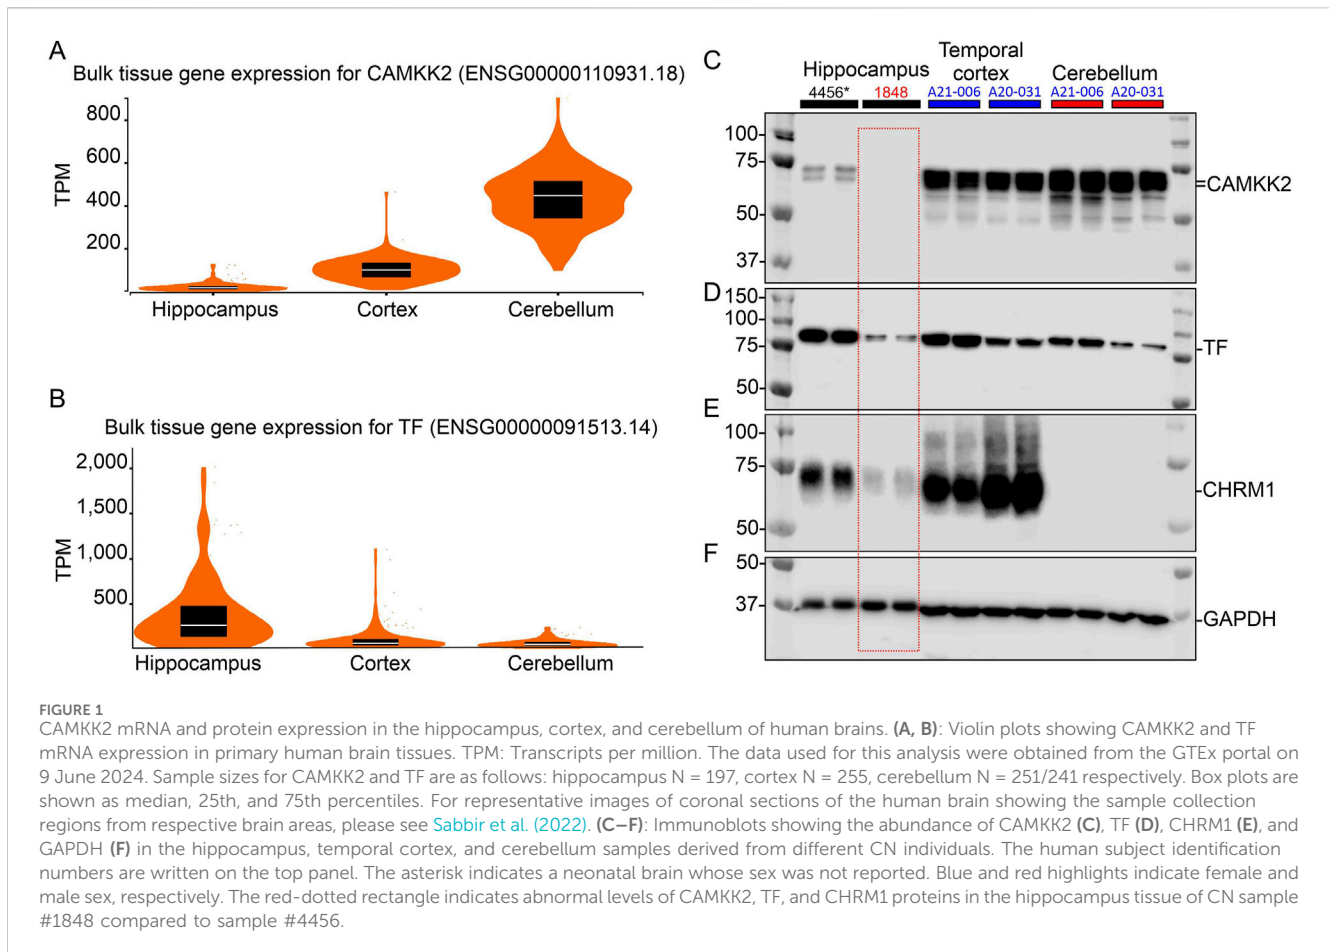 A
Bulk tissue gene expression for CAMKK2 (ENSG00000110931.18)
TPM
800
600
400
200
Hippocampus
Cortex
Cerebellum
B
Bulk tissue gene expression for TF (ENSG00000091513.14)
TPM
2,000
1,500
1,000
500
Hippocampus
Cortex
Cerebellum
C
Hippocampus
Temporal
cortex
Cerebellum
4456* 1848 A21-006 A20-031 A21-006 A20-031
100
75
50
37
CAMKK2
D
150
100
75
50
TF
E
100
75
50
CHRM1
F
50
37
GAPDH
FIGURE 1
CAMKK2 mRNA and protein expression in the hippocampus, cortex, and cerebellum of human brains. (A, B): Violin plots showing CAMKK2 and TF
mRNA expression in primary human brain tissues. TPM: Transcripts per million. The data used for this analysis were obtained from the GTEx portal on
9 June 2024. Sample sizes for CAMKK2 and TF are as follows: hippocampus N = 197, cortex N = 255, cerebellum N = 251/241 respectively. Box plots are
shown as median, 25th, and 75th percentiles. For representative images of coronal sections of the human brain showing the sample collection
regions from respective brain areas, please see Sabbir et al. (2022). (C–F): Immunoblots showing the abundance of CAMKK2 (C), TF (D), CHRM1 (E), and
GAPDH (F) in the hippocampus, temporal cortex, and cerebellum samples derived from different CN individuals. The human subject identification
numbers are written on the top panel. The asterisk indicates a neonatal brain whose sex was not reported. Blue and red highlights indicate female and
male sex, respectively. The red-dotted rectangle indicates abnormal levels of CAMKK2, TF, and CHRM1 proteins in the hippocampus tissue of CN sample
#1848 compared to sample #4456.